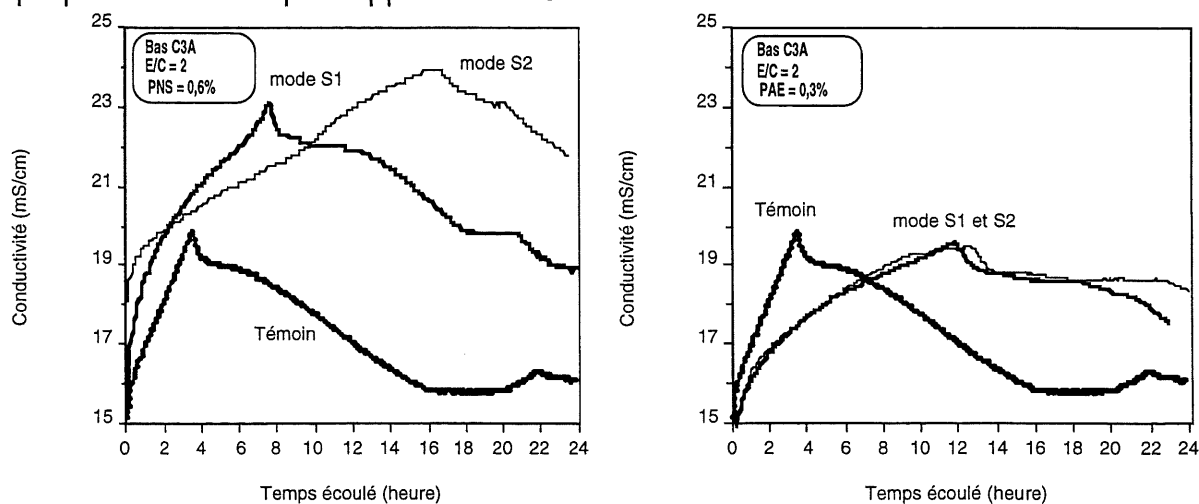 25
23
21
19
17
15
Conductivité (mS/cm)
Bas C3A
E/C = 2
PNS = 0,6%
mode S1
mode S2
Témoin
0 2 4 6 8 10 12 14 16 18 20 22 24
Temps écoulé (heure)
25
23
21
19
17
15
Conductivité (mS/cm)
Bas C3A
E/C = 2
PAE = 0,3%
Témoin
mode S1 et S2
0 2 4 6 8 10 12 14 16 18 20 22 24
Temps écoulé (heure)